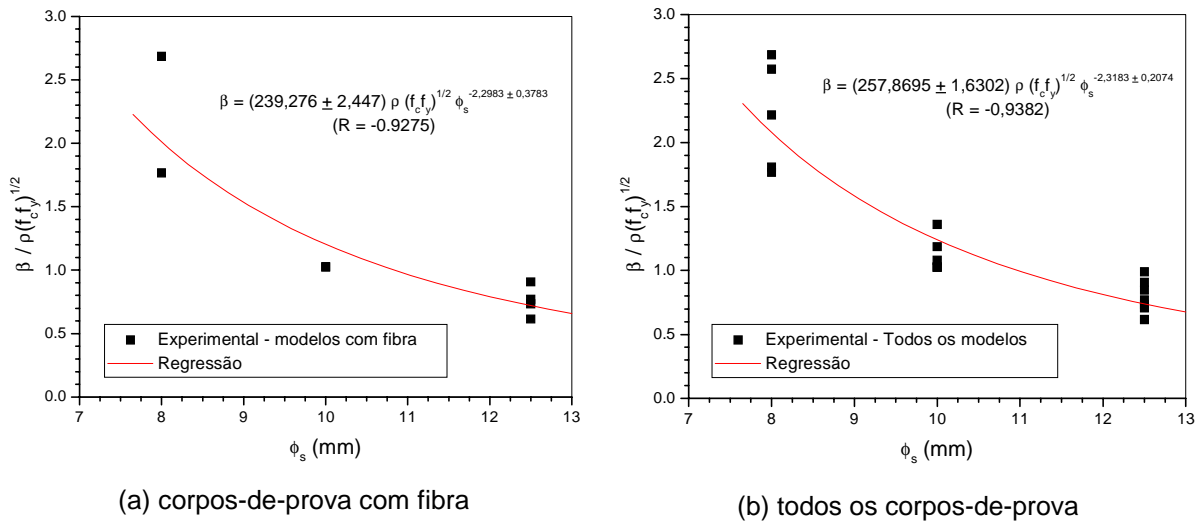 3.0
2.5
2.0
1.5
1.0
0.5
0.0
β / ρ(f_c f_y)^1/2
β = (239,276 ± 2,447) ρ (f_c f_y)^1/2 ϕ_s^-2,2983 ± 0,3783
(R = -0.9275)
Experimental - modelos com fibra
Regressão
7 8 9 10 11 12 13
ϕ_s (mm)
(a) corpos-de-prova com fibra
3.0
2.5
2.0
1.5
1.0
0.5
0.0
β / ρ(f_c f_y)^1/2
β = (257,8695 ± 1,6302) ρ (f_c f_y)^1/2 ϕ_s^-2,3183 ± 0,2074
(R = -0,9382)
Experimental - Todos os modelos
Regressão
7 8 9 10 11 12 13
ϕ_s (mm)
(b) todos os corpos-de-prova